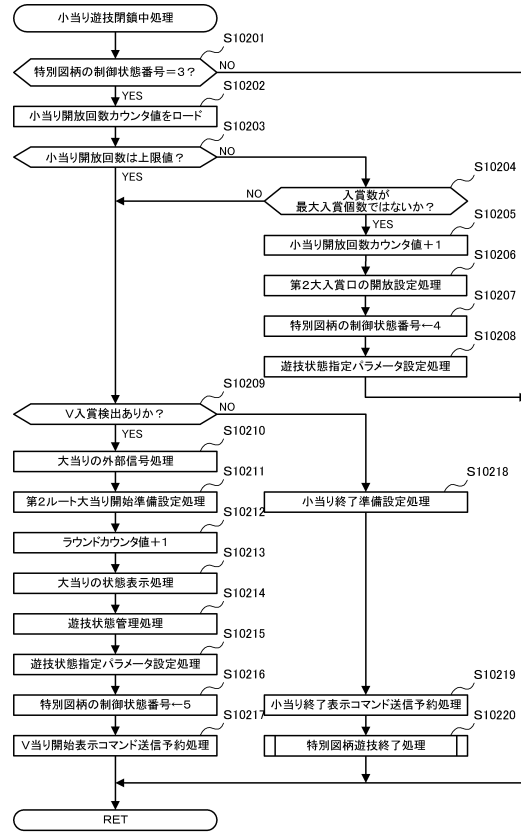 小当り遊技閉鎖中処理
S10201
特別図柄の制御状態番号＝3？
NO
YES
S10202
小当り開放回数カウンタ値をロード
S10203
小当り開放回数は上限値？
NO
YES
S10204
入賞数が
最大入賞個数ではないか？
NO
YES
S10205
小当り開放回数カウンタ値＋1
S10206
第2大入賞口の開放設定処理
S10207
特別図柄の制御状態番号←4
S10208
遊技状態指定パラメータ設定処理
S10209
V入賞検出ありか？
NO
YES
S10210
大当りの外部信号処理
S10211
第2ルート大当り開始準備設定処理
S10212
ラウンドカウンタ値＋1
S10213
大当りの状態表示処理
S10214
遊技状態管理処理
S10215
遊技状態指定パラメータ設定処理
S10216
特別図柄の制御状態番号←5
S10217
V当り開始表示コマンド送信予約処理
S10218
小当り終了準備設定処理
S10219
小当り終了表示コマンド送信予約処理
S10220
特別図柄遊技終了処理
RET